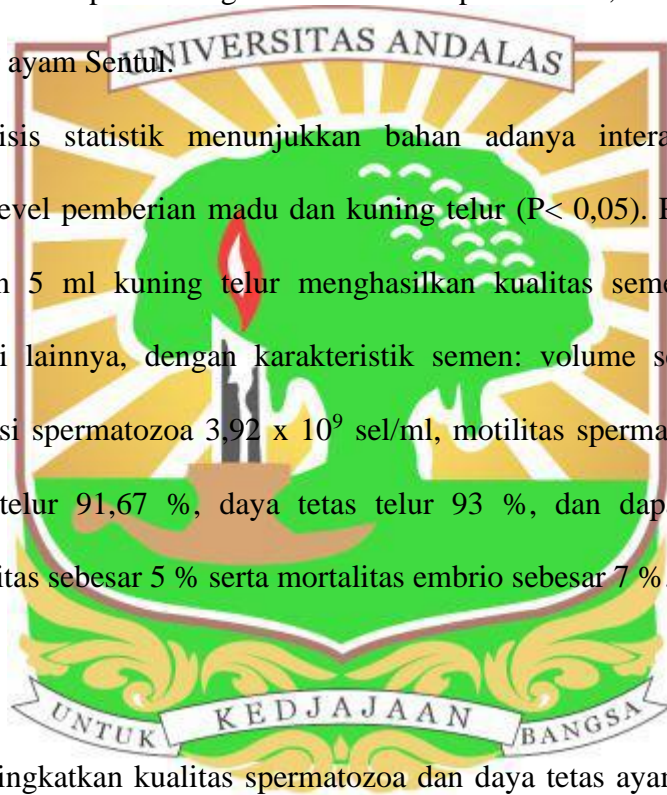 UNIVERSITAS ANDALAS
ayam Sentul.
isis statistik menunjukkan bahan adanya intera
evel pemberian madu dan kuning telur (P< 0,05).
5 ml kuning telur menghasilkan kualitas seme
i lainnya, dengan karakteristik semen: volume se
si spermatozoa 3,92 x 10⁹ sel/ml, motilitas sperma
telur 91,67 %, daya tetas telur 93 %, dan dap
itas sebesar 5 % serta mortalitas embrio sebesar 7 %.
UNTUK KEDJAJAAN BANGSA
ingkatkan kualitas spermatozoa dan daya tetas ayam